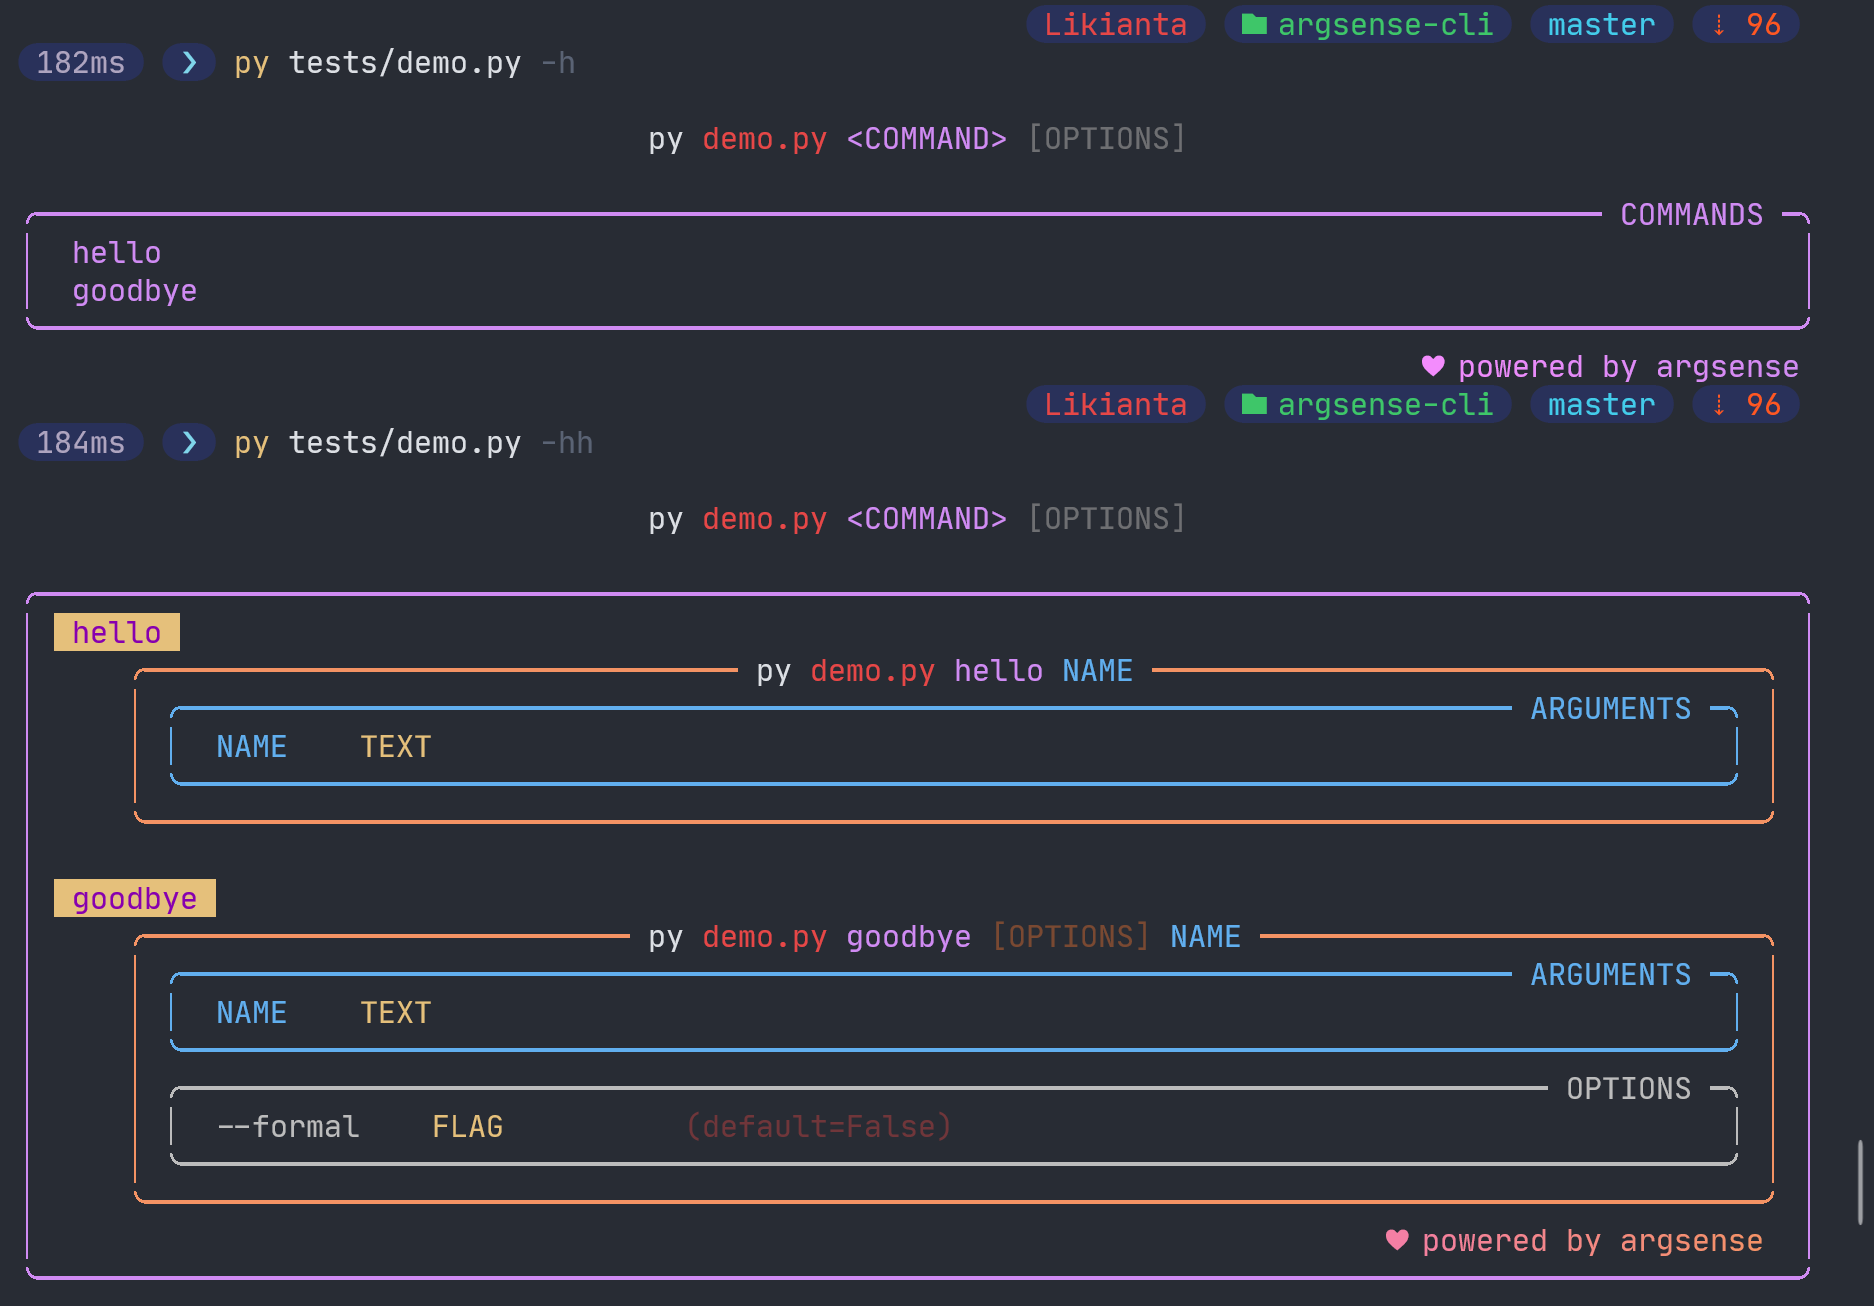 Likianta argsense-cli master ⇣ 96
182ms ❯ py tests/demo.py -h
py demo.py <COMMAND> [OPTIONS]
COMMANDS
hello
goodbye
♥ powered by argsense
Likianta argsense-cli master ⇣ 96
184ms ❯ py tests/demo.py -hh
py demo.py <COMMAND> [OPTIONS]
hello
py demo.py hello NAME
ARGUMENTS
NAME TEXT
goodbye
py demo.py goodbye [OPTIONS] NAME
ARGUMENTS
NAME TEXT
OPTIONS
--formal FLAG (default=False)
♥ powered by argsense